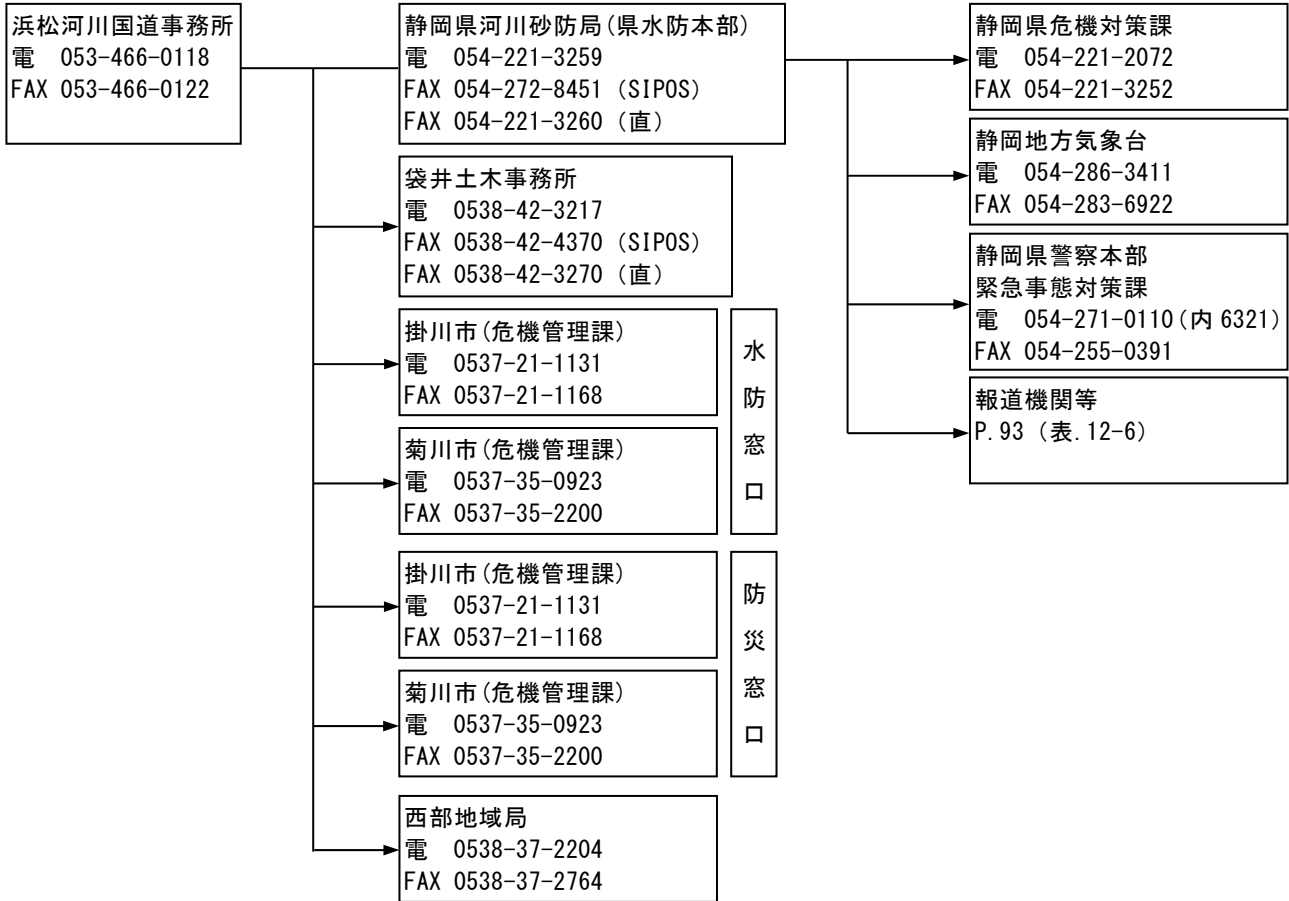 浜松河川国道事務所
電 053-466-0118
FAX 053-466-0122
静岡県河川砂防局(県水防本部)
電 054-221-3259
FAX 054-272-8451 (SIPOS)
FAX 054-221-3260 (直)
袋井土木事務所
電 0538-42-3217
FAX 0538-42-4370 (SIPOS)
FAX 0538-42-3270 (直)
掛川市(危機管理課)
電 0537-21-1131
FAX 0537-21-1168
菊川市(危機管理課)
電 0537-35-0923
FAX 0537-35-2200
水防窓口
掛川市(危機管理課)
電 0537-21-1131
FAX 0537-21-1168
菊川市(危機管理課)
電 0537-35-0923
FAX 0537-35-2200
防災窓口
西部地域局
電 0538-37-2204
FAX 0538-37-2764
静岡県危機対策課
電 054-221-2072
FAX 054-221-3252
静岡地方気象台
電 054-286-3411
FAX 054-283-6922
静岡県警察本部
緊急事態対策課
電 054-271-0110(内 6321)
FAX 054-255-0391
報道機関等
P.93 (表.12-6)